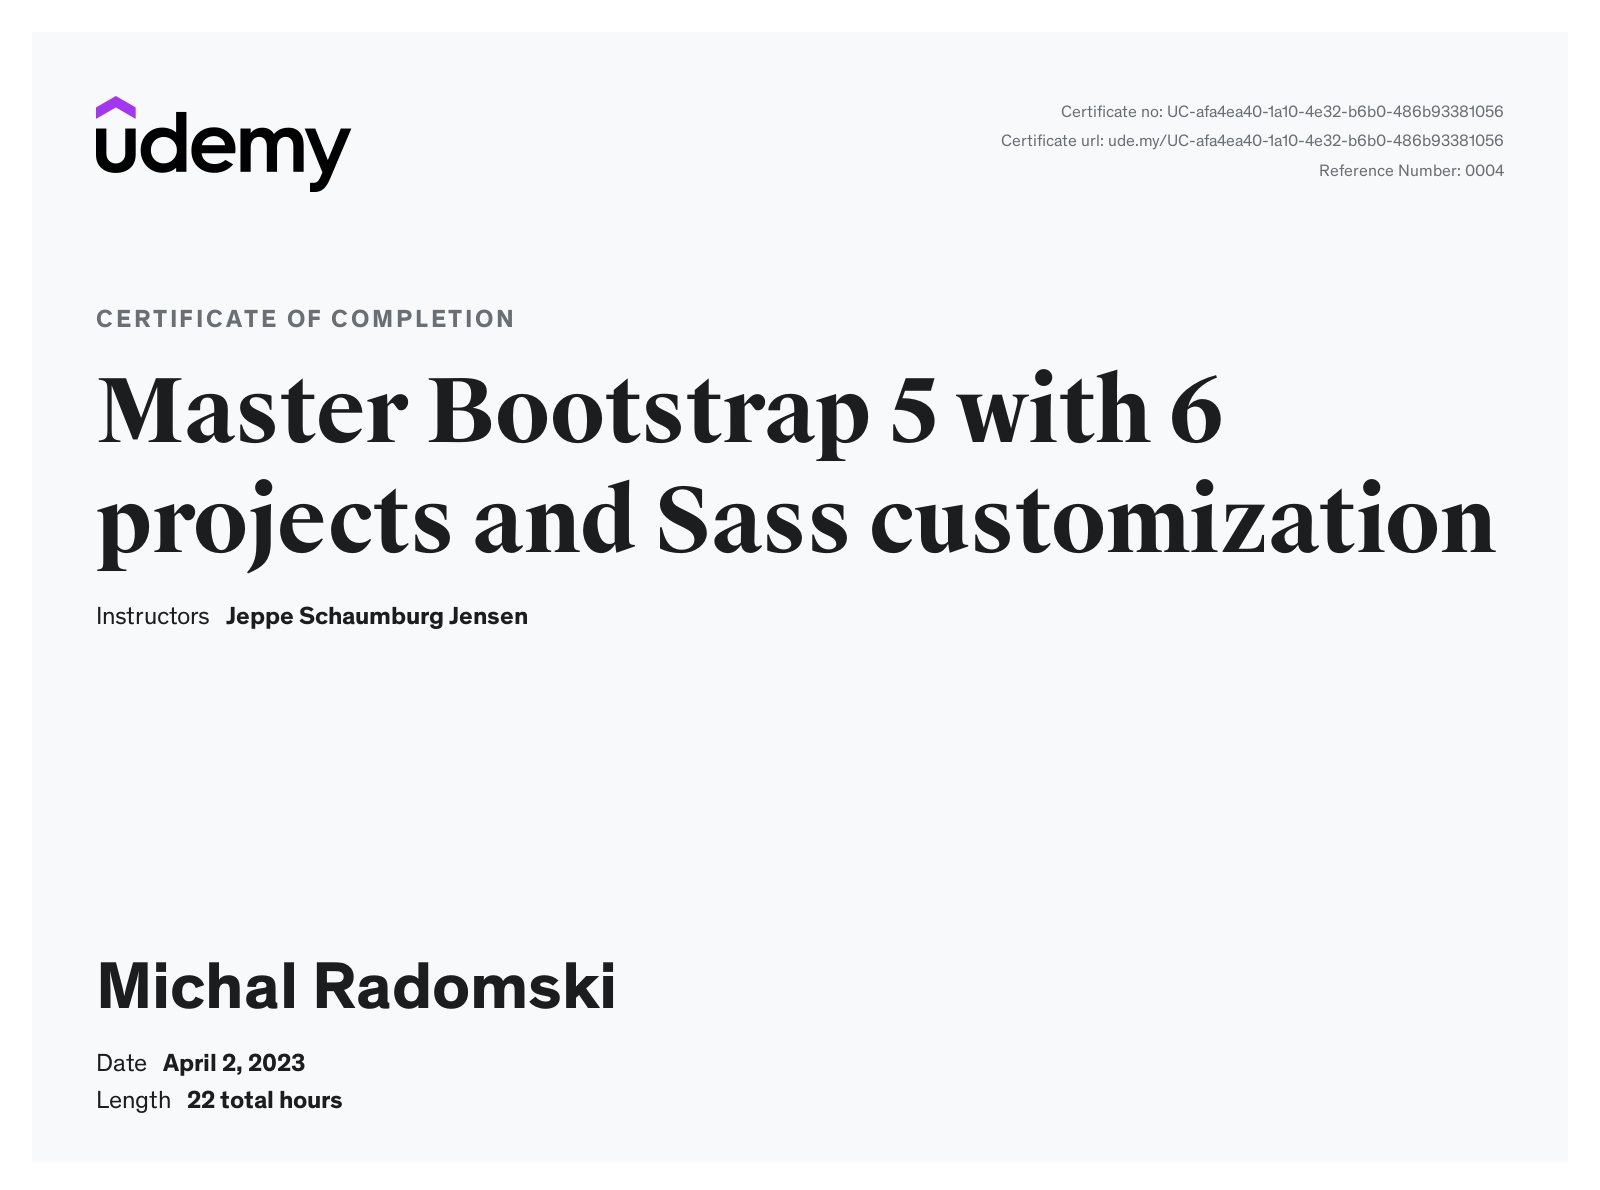 udemy
Certificate no: UC-afa4ea40-1a10-4e32-b6b0-486b93381056
Certificate url: ude.my/UC-afa4ea40-1a10-4e32-b6b0-486b93381056
Reference Number: 0004
CERTIFICATE OF COMPLETION
Master Bootstrap 5 with 6
projects and Sass customization
Instructors Jeppe Schaumburg Jensen
Michal Radomski
Date April 2, 2023
Length 22 total hours